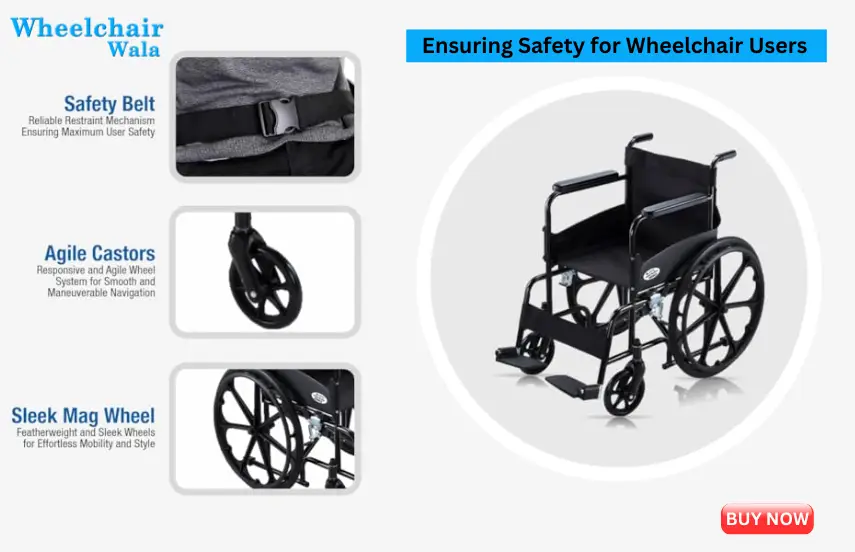 Wheelchair
Wala
Ensuring Safety for Wheelchair Users
Safety Belt
Reliable Restraint Mechanism
Ensuring Maximum User Safety
Agile Castors
Responsive and Agile Wheel
System for Smooth and
Maneuverable Navigation
Sleek Mag Wheel
Featherweight and Sleek Wheels
for Effortless Mobility and Style
BUY NOW